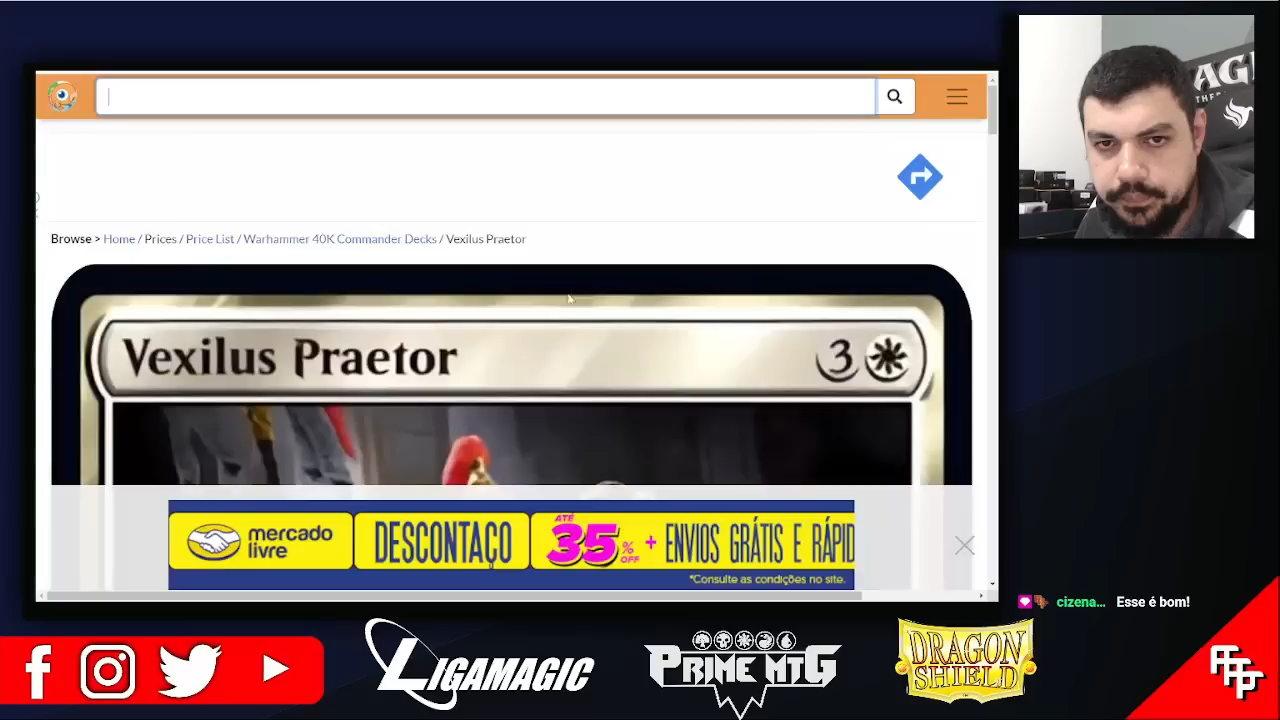 Browse > Home / Prices / Price List / Warhammer 40K Commander Decks / Vexilus Praetor
Vexilus Praetor
3
mercado
livre
DESCONTAÇO
ATÉ
35% OFF + ENVIOS GRÁTIS E RÁPID
*Consulte as condições no site.
cizena... Esse é bom!
LIGAMAGIC
PRIME MTG
DRAGON
SHIELD